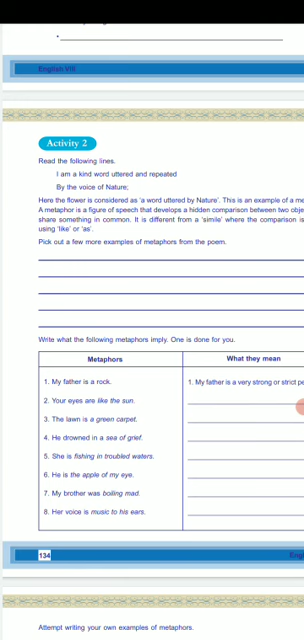 English VIII
Activity 2
Read the following lines.
I am a kind word uttered and repeated
By the voice of Nature;
Here the flower is considered as 'a word uttered by Nature'. This is an example of a me
A metaphor is a figure of speech that develops a hidden comparison between two obje
share something in common. It is different from a 'simile' where the comparison is
using 'like' or 'as'.
Pick out a few more examples of metaphors from the poem.
Write what the following metaphors imply. One is done for you.
Metaphors What they mean
1. My father is a rock. 1. My father is a very strong or strict pe
2. Your eyes are like the sun.
3. The lawn is a green carpet.
4. He drowned in a sea of grief.
5. She is fishing in troubled waters.
6. He is the apple of my eye.
7. My brother was boiling mad.
8. Her voice is music to his ears.
134 Engl
Attempt writing your own examples of metaphors.